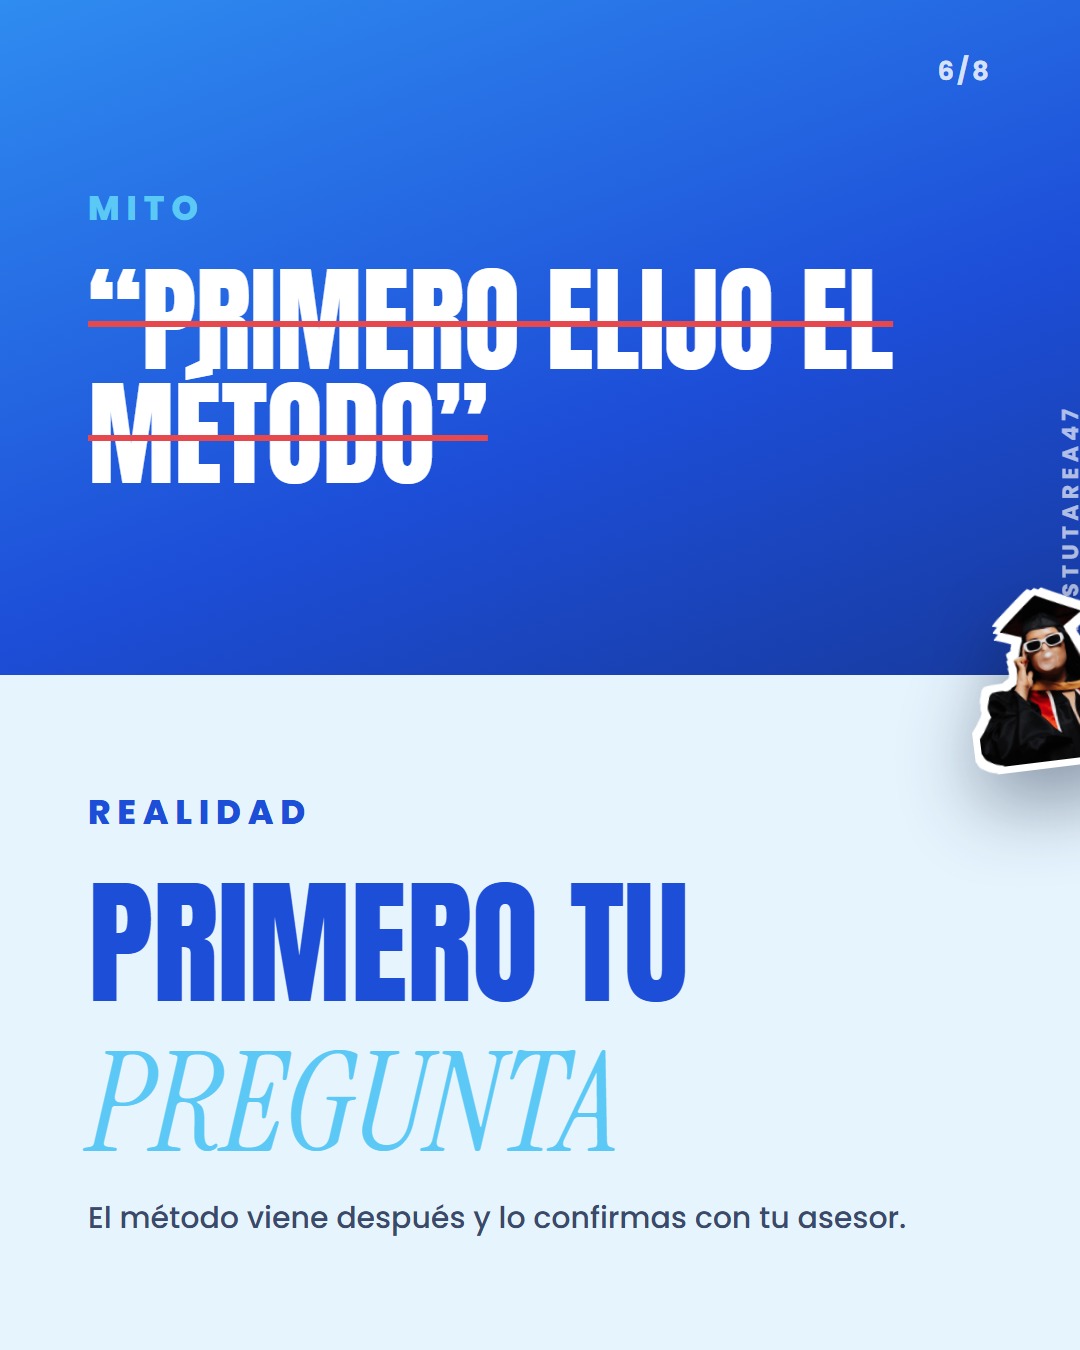 6/8
MITO
“PRIMERO ELIJO EL
MÉTODO”
STUTAREA47
REALIDAD
PRIMERO TU
PREGUNTA
El método viene después y lo confirmas con tu asesor.